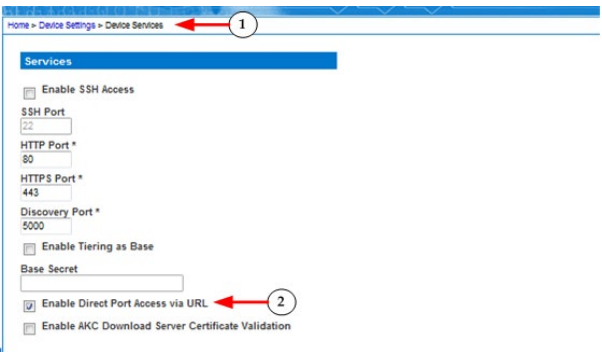 Home > Device Settings > Device Services
1
Services
Enable SSH Access
SSH Port
22
HTTP Port *
80
HTTPS Port *
443
Discovery Port *
5000
Enable Tiering as Base
Base Secret
Enable Direct Port Access via URL
2
Enable AKC Download Server Certificate Validation